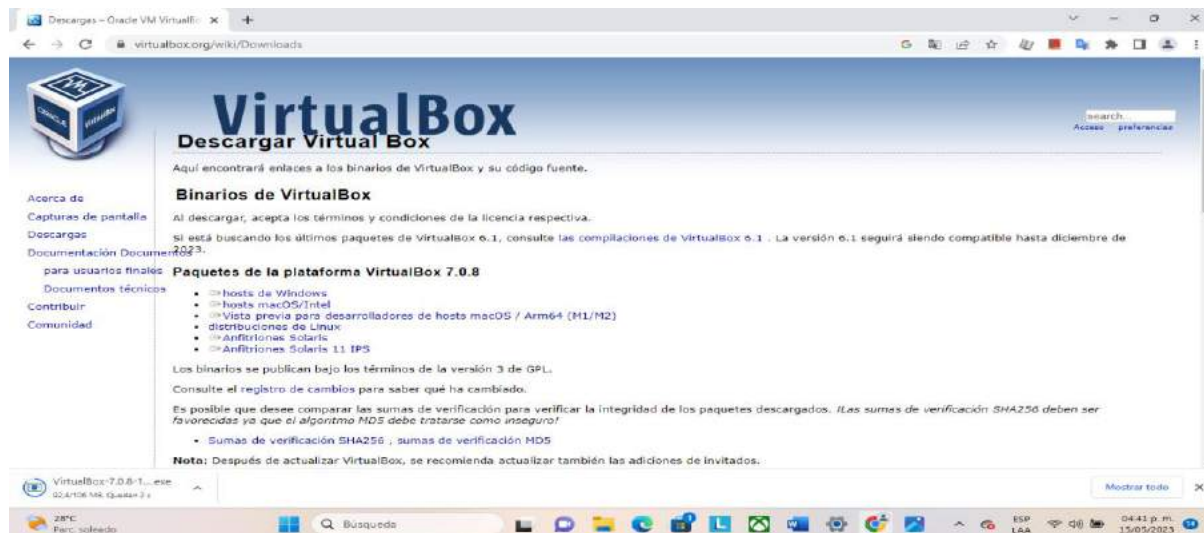 Descargas – Oracle VM VirtualBo
virtualbox.org/wiki/Downloads
VirtualBox
search...
Acceso preferencias
Descargar Virtual Box
Aquí encontrará enlaces a los binarios de VirtualBox y su código fuente.
Acerca de
Capturas de pantalla
Descargas
Documentación Documentos
para usuarios finales
Documentos técnicos
Contribuir
Comunidad
Binarios de VirtualBox
Al descargar, acepta los términos y condiciones de la licencia respectiva.
Si está buscando los últimos paquetes de VirtualBox 6.1, consulte las compilaciones de VirtualBox 6.1 . La versión 6.1 seguirá siendo compatible hasta diciembre de
2023.
Paquetes de la plataforma VirtualBox 7.0.8
hosts de Windows
hosts macOS/Intel
Vista previa para desarrolladores de hosts macOS / Arm64 (M1/M2)
distribuciones de Linux
Anfitriones Solaris
Anfitriones Solaris 11 IPS
Los binarios se publican bajo los términos de la versión 3 de GPL.
Consulte el registro de cambios para saber qué ha cambiado.
Es posible que desee comparar las sumas de verificación para verificar la integridad de los paquetes descargados. ¡Las sumas de verificación SHA256 deben ser
favorecidas ya que el algoritmo MD5 debe tratarse como inseguro!
Sumas de verificación SHA256 , sumas de verificación MD5
Nota: Después de actualizar VirtualBox, se recomienda actualizar también las adiciones de invitados.
VirtualBox-7.0.8-1....exe
MB, Quedan
Mostrar todo
28°C
Parc. soleado
Búsqueda
ESP
LAA
04:41 p. m.
15/05/2023